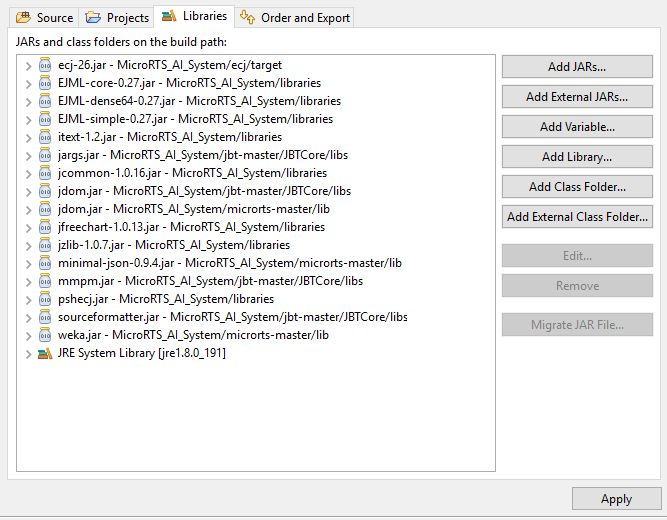 Source Projects Libraries Order and Export
JARs and class folders on the build path:
ecj-26.jar - MicroRTS_AI_System/ecj/target
EJML-core-0.27.jar - MicroRTS_AI_System/libraries
EJML-dense64-0.27.jar - MicroRTS_AI_System/libraries
EJML-simple-0.27.jar - MicroRTS_AI_System/libraries
itext-1.2.jar - MicroRTS_AI_System/libraries
jargs.jar - MicroRTS_AI_System/jbt-master/JBTCore/libs
jcommon-1.0.16.jar - MicroRTS_AI_System/libraries
jdom.jar - MicroRTS_AI_System/jbt-master/JBTCore/libs
jdom.jar - MicroRTS_AI_System/microrts-master/lib
jfreechart-1.0.13.jar - MicroRTS_AI_System/libraries
jzlib-1.0.7.jar - MicroRTS_AI_System/libraries
minimal-json-0.9.4.jar - MicroRTS_AI_System/microrts-master/lib
mmpm.jar - MicroRTS_AI_System/jbt-master/JBTCore/libs
pshecj.jar - MicroRTS_AI_System/libraries
sourceformatter.jar - MicroRTS_AI_System/jbt-master/JBTCore/libs
weka.jar - MicroRTS_AI_System/microrts-master/lib
JRE System Library [jre1.8.0_191]
Add JARs...
Add External JARs...
Add Variable...
Add Library...
Add Class Folder...
Add External Class Folder...
Edit...
Remove
Migrate JAR File...
Apply